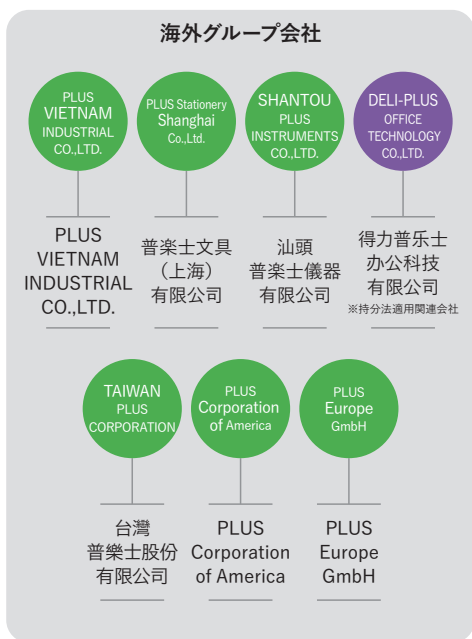 海外グループ会社
PLUS
VIETNAM
INDUSTRIAL
CO.,LTD.
PLUS Stationery
Shanghai
Co.,Ltd.
SHANTOU
PLUS
INSTRUMENTS
CO.,LTD.
DELI-PLUS
OFFICE
TECHNOLOGY
CO.,LTD.
PLUS
VIETNAM
INDUSTRIAL
CO.,LTD.
普楽士文具
（上海）
有限公司
汕頭
普楽士儀器
有限公司
得力普乐士
办公科技
有限公司
※持分法適用関連会社
TAIWAN
PLUS
CORPORATION
PLUS
Corporation
of America
PLUS
Europe
GmbH
台灣
普樂士股份
有限公司
PLUS
Corporation
of America
PLUS
Europe
GmbH